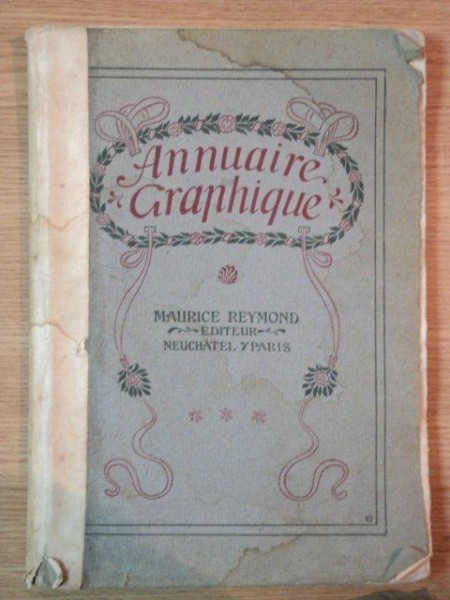 Annuaire
Graphique
MAURICE REYMOND
EDITEUR
NEUCHÂTEL Y PARIS